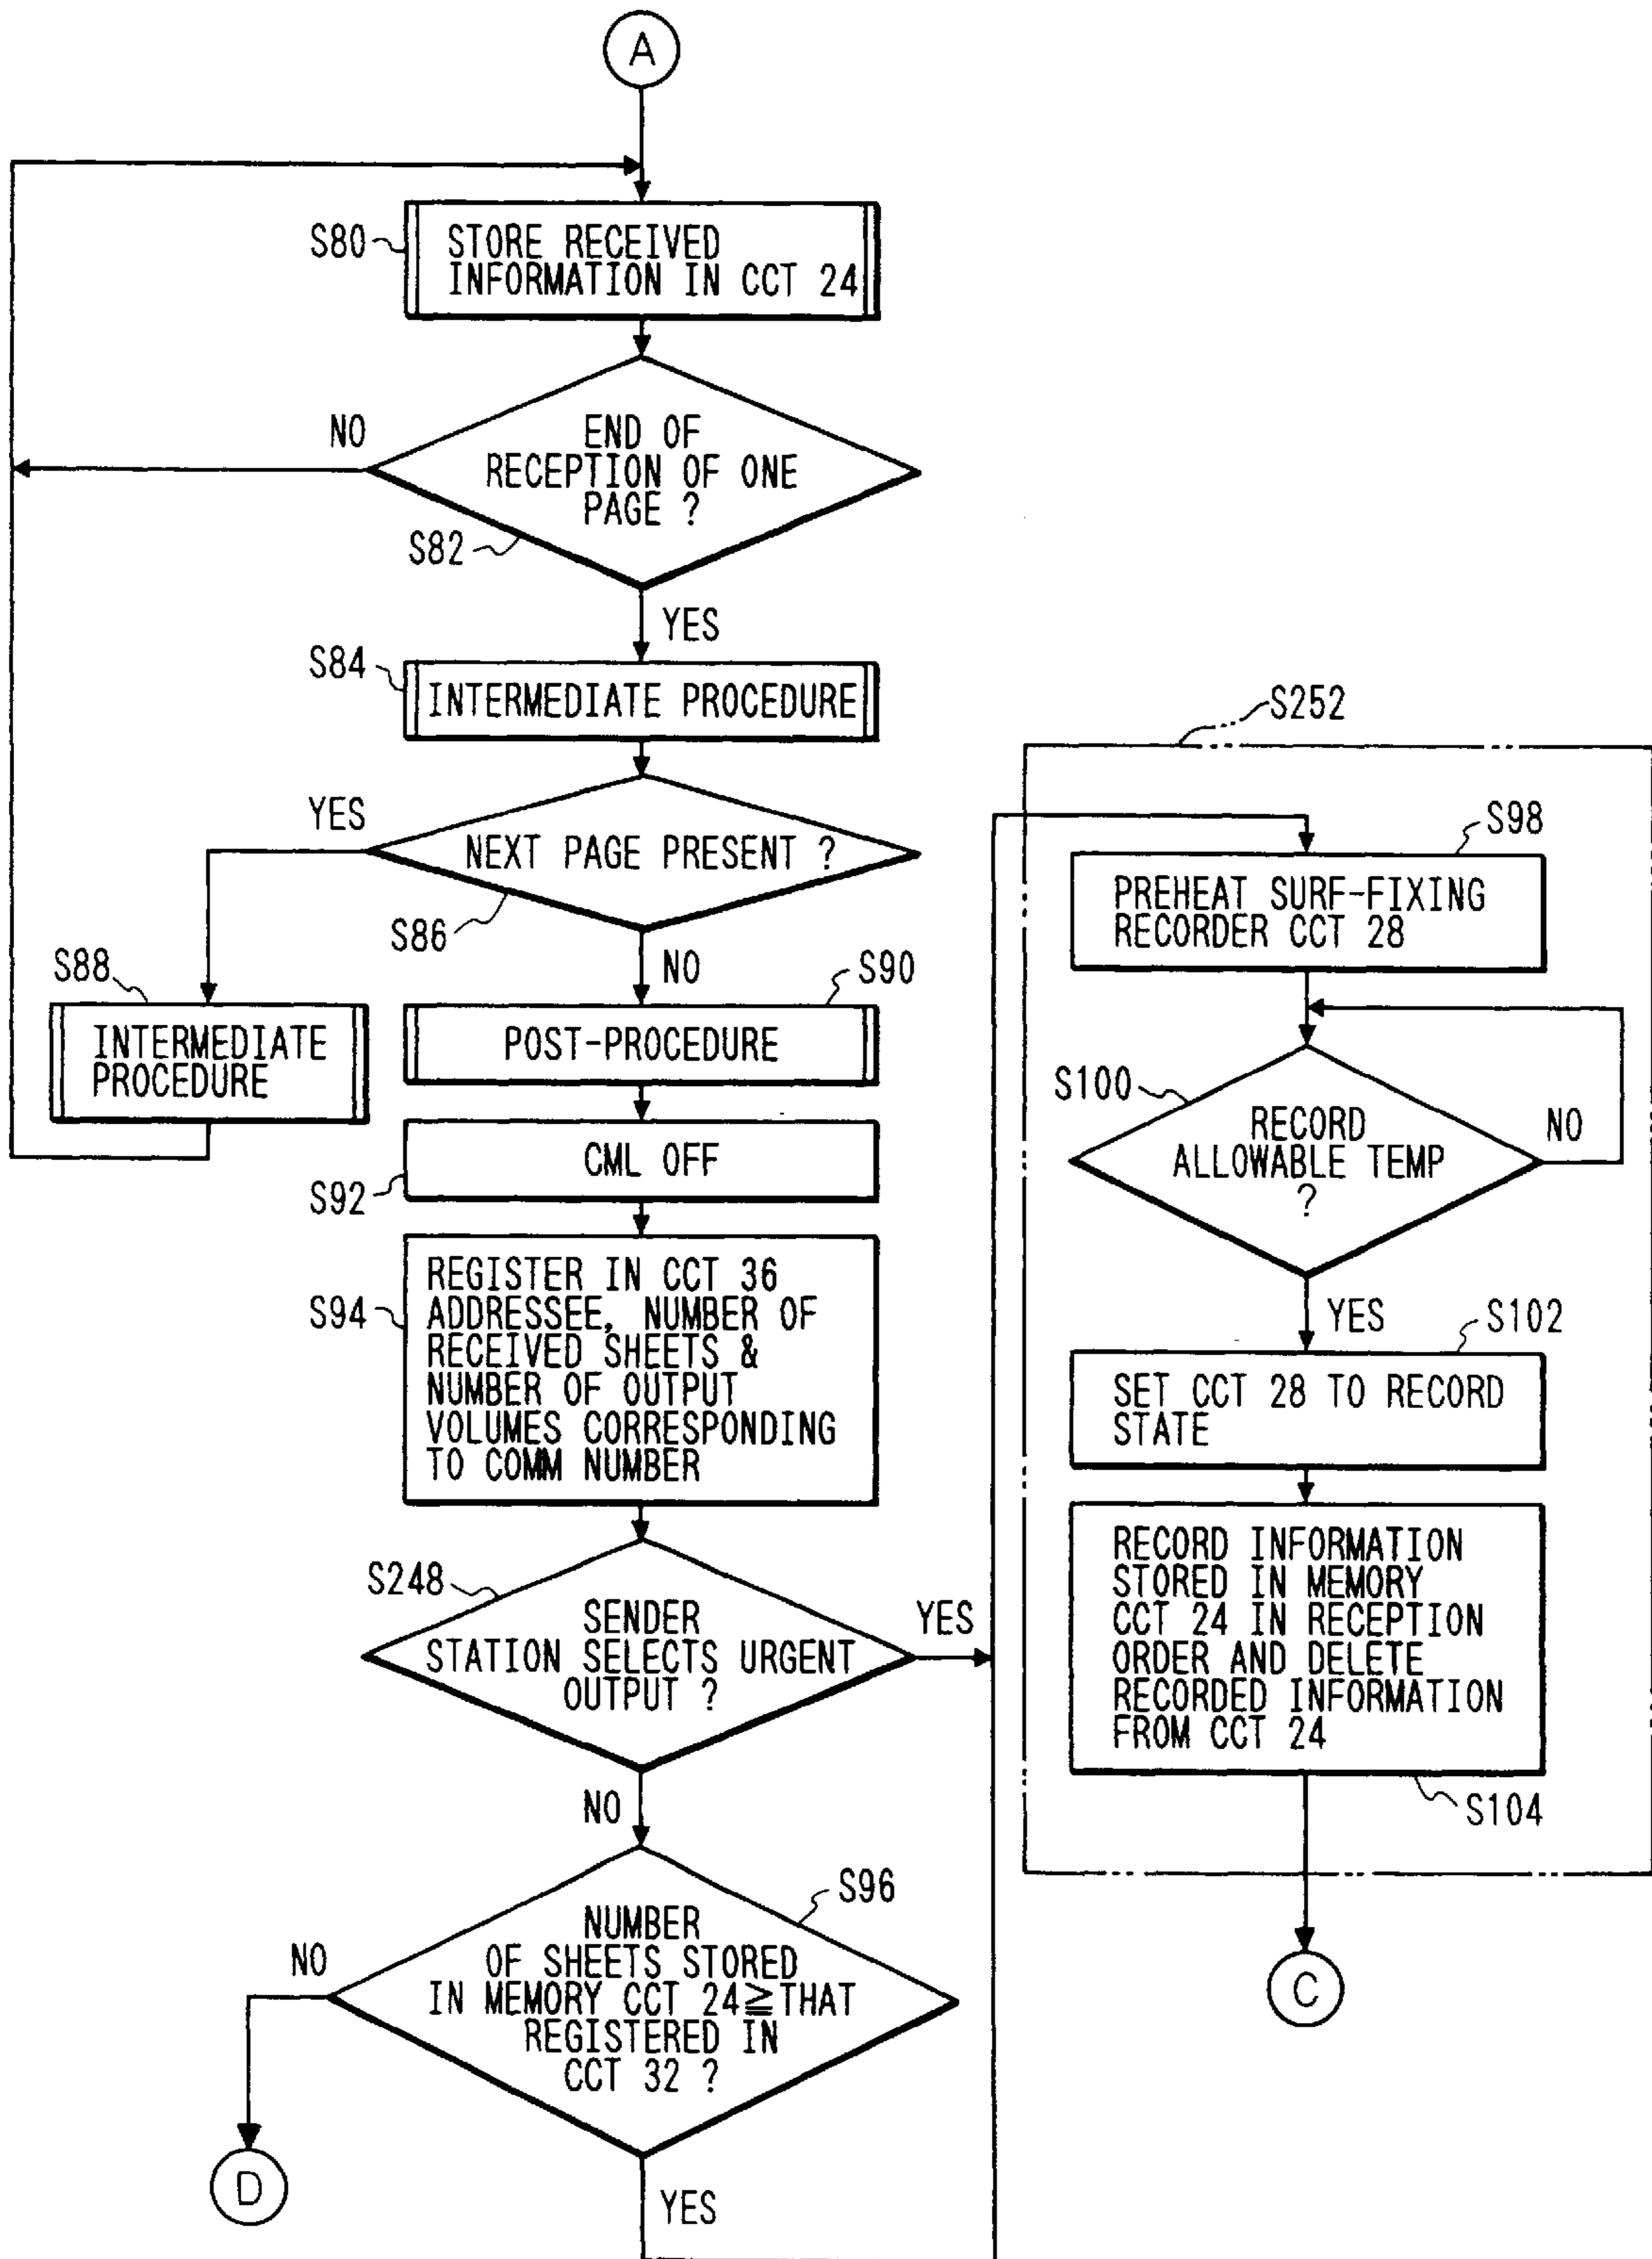 A
S80
STORE RECEIVED
INFORMATION IN CCT 24
NO
END OF
RECEPTION OF ONE
PAGE ?
S82
YES
S84
INTERMEDIATE PROCEDURE
YES
NEXT PAGE PRESENT ?
S86
NO
S88
INTERMEDIATE
PROCEDURE
S90
POST-PROCEDURE
CML OFF
S92
S94
REGISTER IN CCT 36
ADDRESSEE, NUMBER OF
RECEIVED SHEETS &
NUMBER OF OUTPUT
VOLUMES CORRESPONDING
TO COMM NUMBER
S248
SENDER
STATION SELECTS URGENT
OUTPUT ?
YES
NO
S96
NUMBER
OF SHEETS STORED
IN MEMORY CCT 24≧THAT
REGISTERED IN
CCT 32 ?
NO
D
YES
S252
S98
PREHEAT SURF-FIXING
RECORDER CCT 28
S100
RECORD
ALLOWABLE TEMP
?
NO
YES
S102
SET CCT 28 TO RECORD
STATE
RECORD INFORMATION
STORED IN MEMORY
CCT 24 IN RECEPTION
ORDER AND DELETE
RECORDED INFORMATION
FROM CCT 24
S104
C